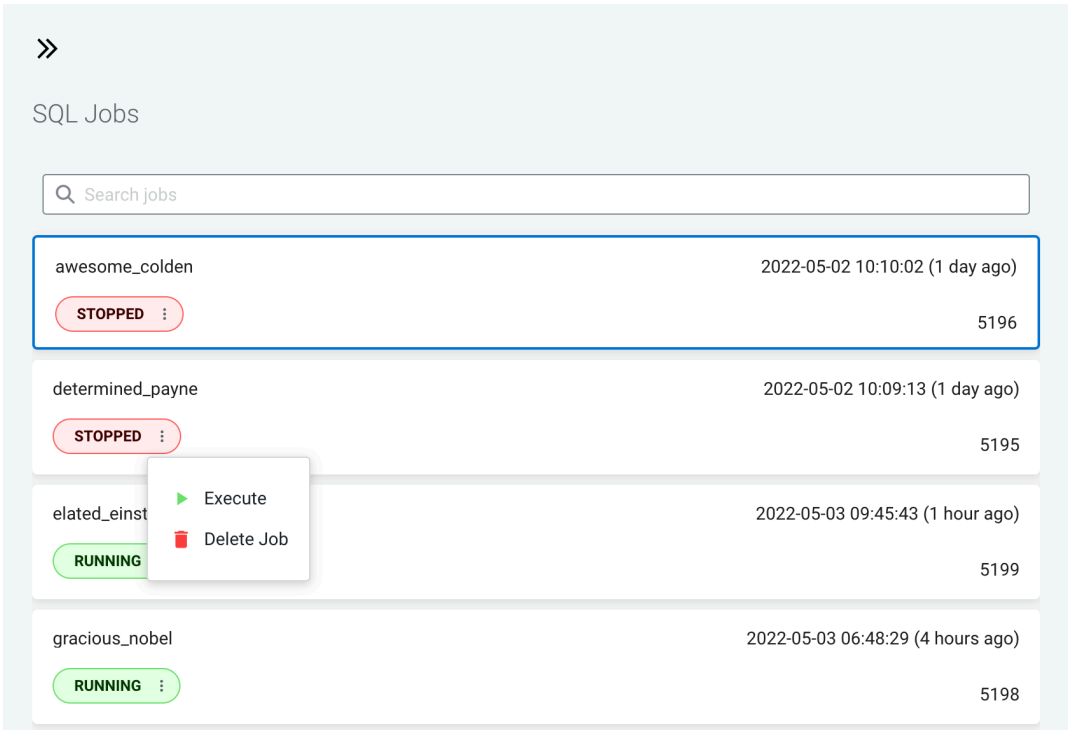 SQL Jobs
Search jobs
awesome_colden 2022-05-02 10:10:02 (1 day ago)
STOPPED 5196
determined_payne 2022-05-02 10:09:13 (1 day ago)
STOPPED 5195
Execute
elated_einst 2022-05-03 09:45:43 (1 hour ago)
Delete Job
RUNNING 5199
gracious_nobel 2022-05-03 06:48:29 (4 hours ago)
RUNNING 5198